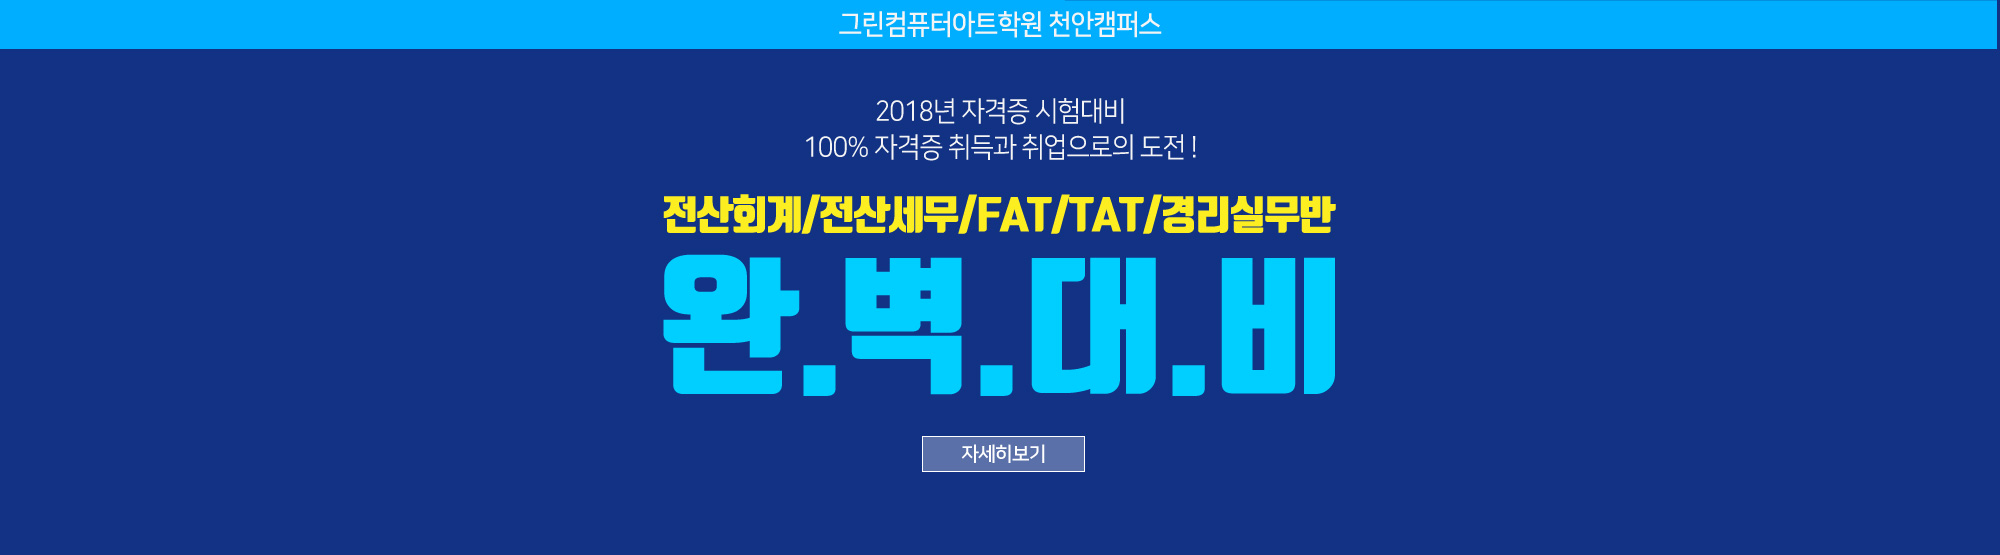 그린컴퓨터아트학원 천안캠퍼스
2018년 자격증 시험대비
100% 자격증 취득과 취업으로의 도전 !
전산회계/전산세무/FAT/TAT/경리실무반
완.벽.대.비
자세히보기